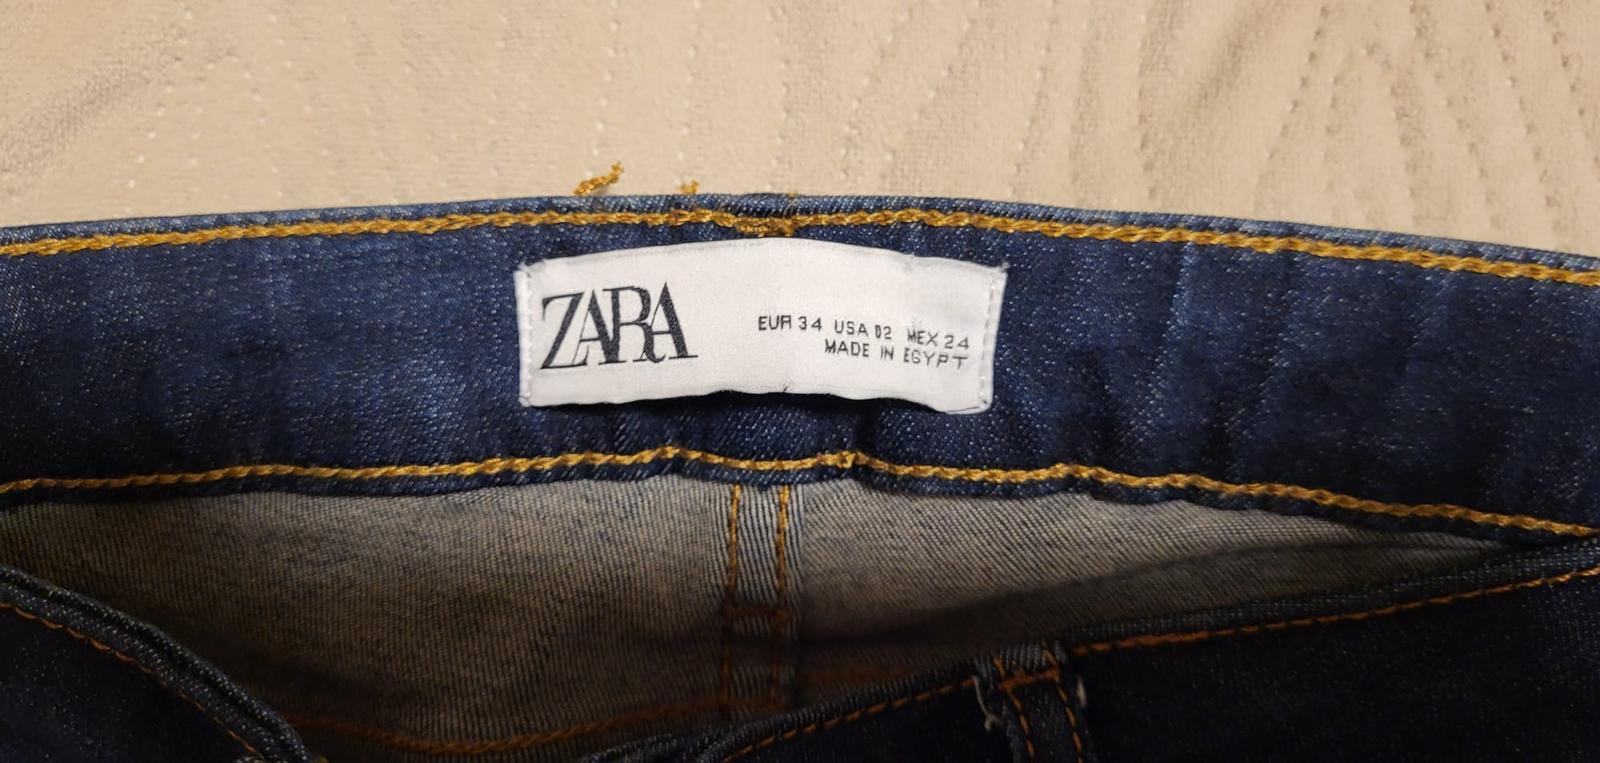 ZARA
EUR 34 USA 02 MEX 24
MADE IN EGYPT